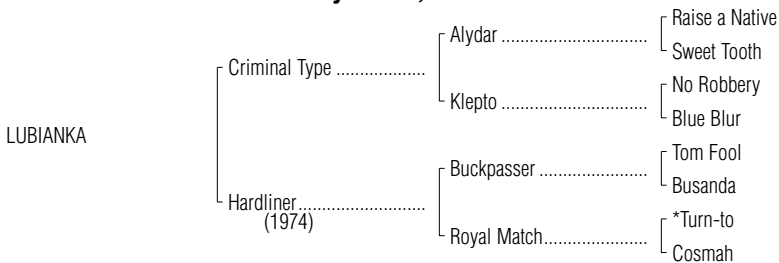 Raise a Native
Alydar ..................................
Sweet Tooth
Criminal Type ....................
No Robbery
Klepto ..................................
Blue Blur
LUBIANKA
Tom Fool
Buckpasser .........................
Busanda
Hardliner............................
(1974)
*Turn-to
Royal Match........................
Cosmah